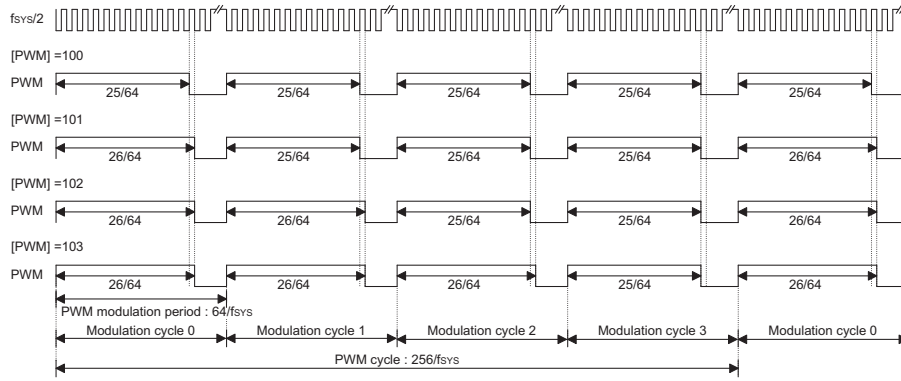 fSYS/2
[PWM] =100
PWM
25/64 25/64 25/64 25/64 25/64
[PWM] =101
PWM
26/64 25/64 25/64 25/64 26/64
[PWM] =102
PWM
26/64 26/64 25/64 25/64 26/64
[PWM] =103
PWM
26/64 26/64 26/64 25/64 26/64
PWM modulation period : 64/fSYS
Modulation cycle 0 Modulation cycle 1 Modulation cycle 2 Modulation cycle 3 Modulation cycle 0
PWM cycle : 256/fSYS